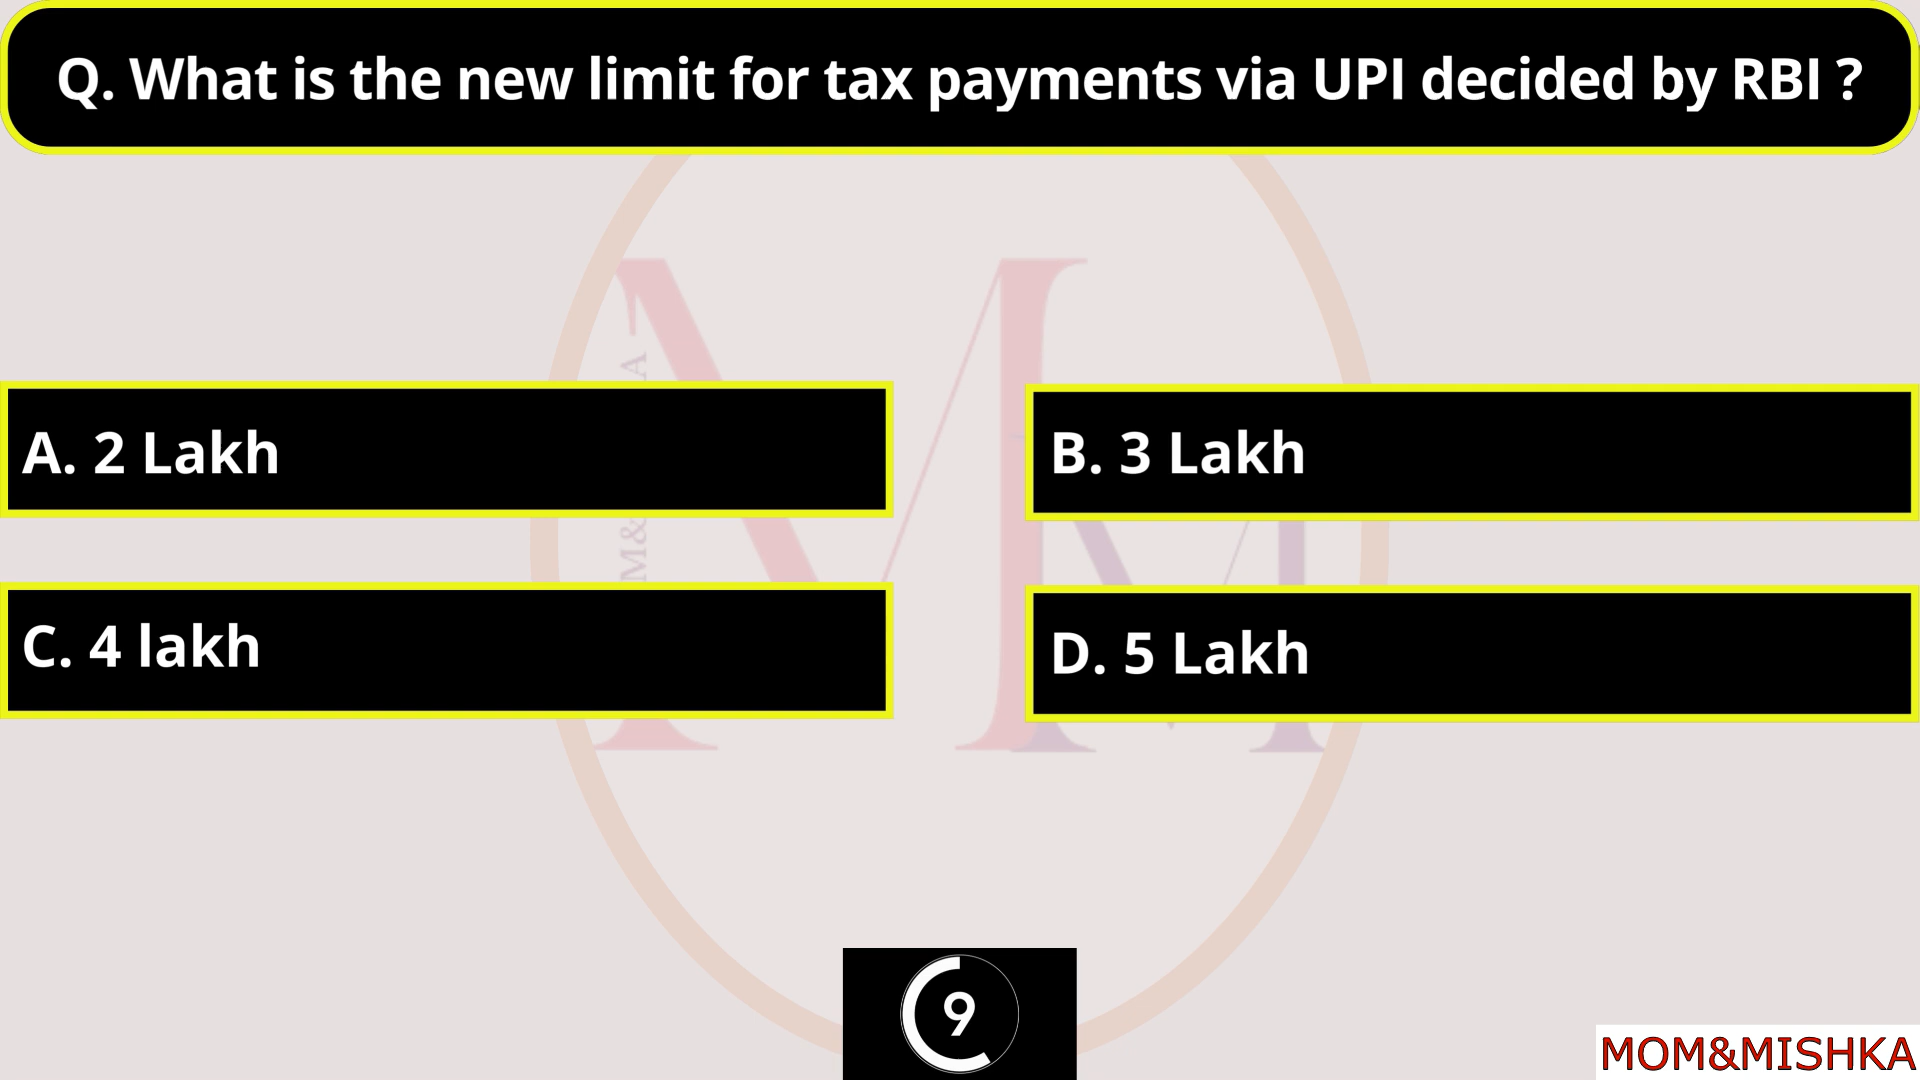 Q. What is the new limit for tax payments via UPI decided by RBI ?
A. 2 Lakh
B. 3 Lakh
C. 4 lakh
D. 5 Lakh
9
MOM&MISHKA